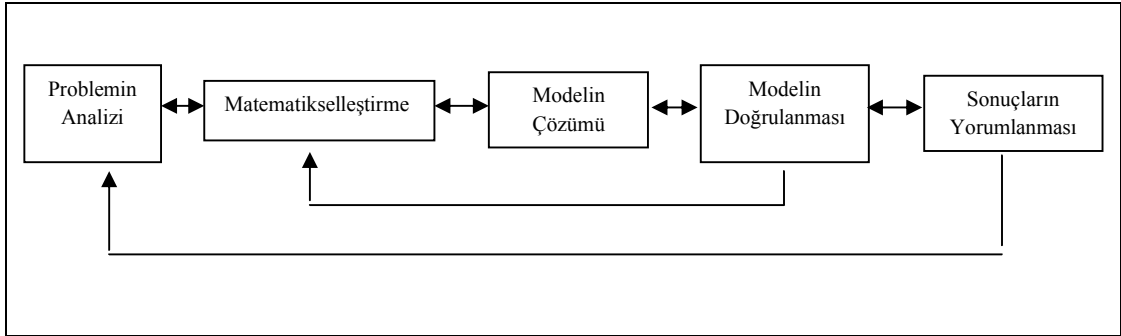 Problemin
Analizi
Matematikselleştirme
Modelin
Çözümü
Modelin
Doğrulanması
Sonuçların
Yorumlanması